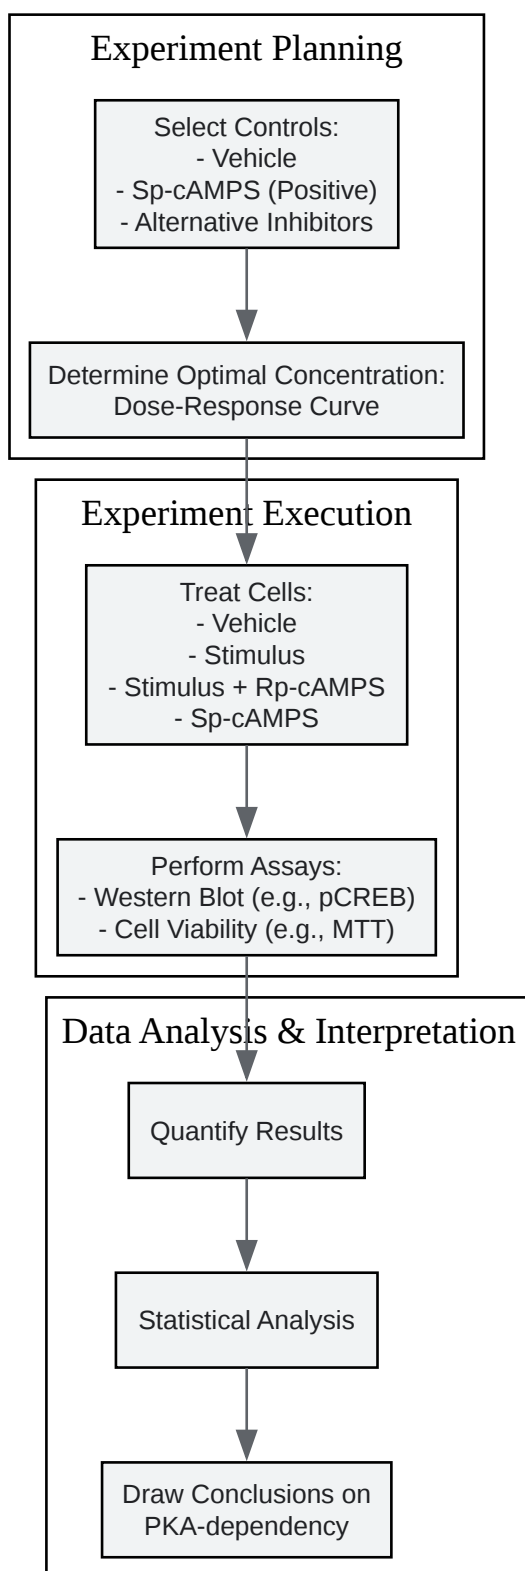 Experiment Planning
Select Controls:
- Vehicle
- Sp-cAMPS (Positive)
- Alternative Inhibitors
Determine Optimal Concentration:
Dose-Response Curve
Experiment Execution
Treat Cells:
- Vehicle
- Stimulus
- Stimulus + Rp-cAMPS
- Sp-cAMPS
Perform Assays:
- Western Blot (e.g., pCREB)
- Cell Viability (e.g., MTT)
Data Analysis & Interpretation
Quantify Results
Statistical Analysis
Draw Conclusions on
PKA-dependency